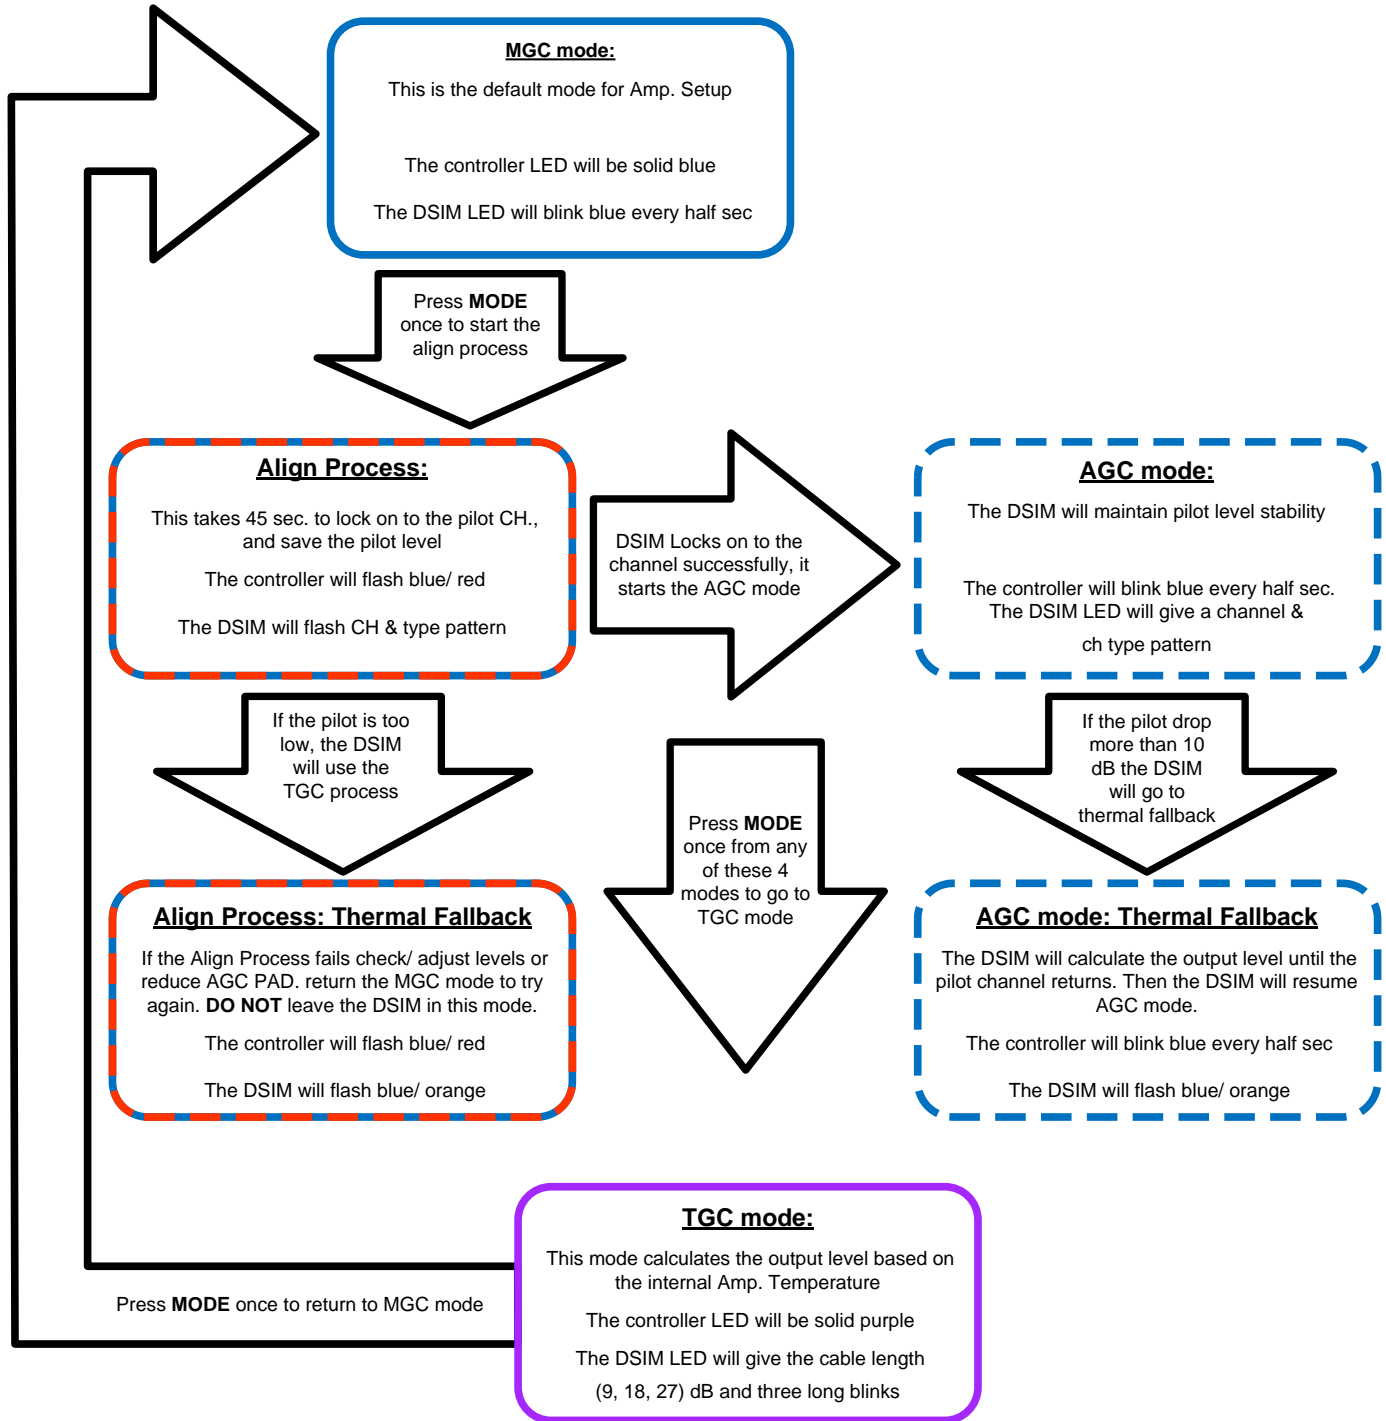 MGC mode:
This is the default mode for Amp. Setup
The controller LED will be solid blue
The DSIM LED will blink blue every half sec
Press MODE
once to start the
align process
Align Process:
This takes 45 sec. to lock on to the pilot CH.,
and save the pilot level
The controller will flash blue/ red
The DSIM will flash CH & type pattern
DSIM Locks on to the
channel successfully, it
starts the AGC mode
AGC mode:
The DSIM will maintain pilot level stability
The controller will blink blue every half sec.
The DSIM LED will give a channel &
ch type pattern
If the pilot is too
low, the DSIM
will use the
TGC process
If the pilot drop
more than 10
dB the DSIM
will go to
thermal fallback
Press MODE
once from any
of these 4
modes to go to
TGC mode
Align Process: Thermal Fallback
If the Align Process fails check/ adjust levels or
reduce AGC PAD. return the MGC mode to try
again. DO NOT leave the DSIM in this mode.
The controller will flash blue/ red
The DSIM will flash blue/ orange
AGC mode: Thermal Fallback
The DSIM will calculate the output level until the
pilot channel returns. Then the DSIM will resume
AGC mode.
The controller will blink blue every half sec
The DSIM will flash blue/ orange
TGC mode:
This mode calculates the output level based on
the internal Amp. Temperature
The controller LED will be solid purple
The DSIM LED will give the cable length
(9, 18, 27) dB and three long blinks
Press MODE once to return to MGC mode